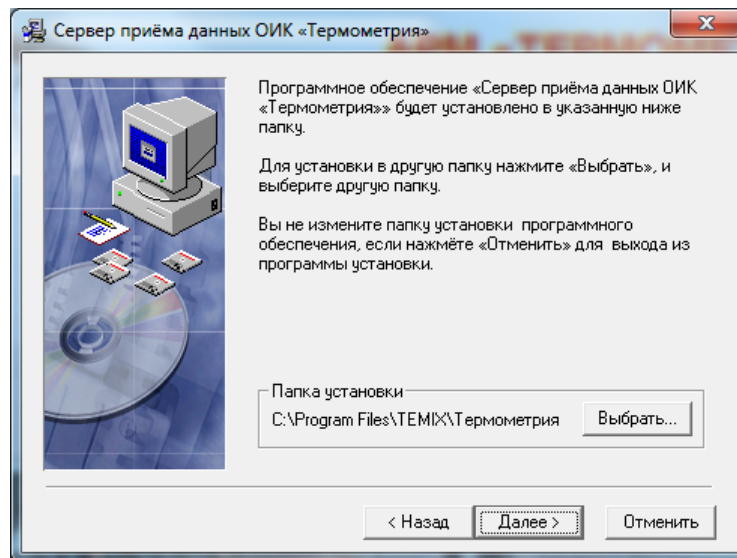 Сервер приёма данных ОИК «Термометрия»
Программное обеспечение «Сервер приёма данных ОИК
«Термометрия»» будет установлено в указанную ниже
папку.
Для установки в другую папку нажмите «Выбрать», и
выберите другую папку.
Вы не измените папку установки программного
обеспечения, если нажмёте «Отменить» для выхода из
программы установки.
Папка установки
C:\Program Files\TEMIX\Термометрия
Выбрать...
< Назад
Далее >
Отменить